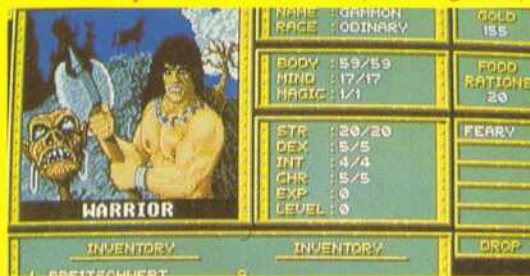 NAME : GAMMON
RACE : ODINARY
GOLD
155
BODY : 59/59
MIND : 17/17
MAGIC : 1/1
FOOD
RATIONS
20
STR : 20/20
DEX : 5/5
INT : 4/4
CHR : 5/5
EXP : 0
LEVEL : 0
FEARY
WARRIOR
INVENTORY
INVENTORY
DROP